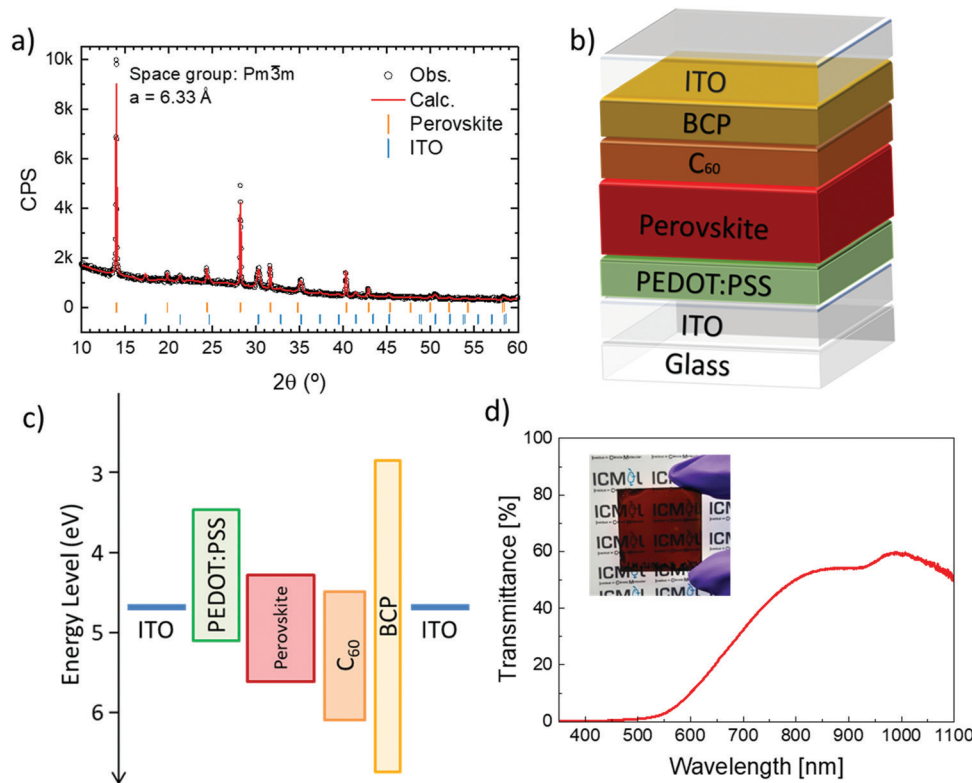 a)
Space group: Pm3̅m
a = 6.33 Å
Obs.
Calc.
Perovskite
ITO
10k
8k
6k
4k
2k
0
CPS
10 15 20 25 30 35 40 45 50 55 60
2θ (º)
b)
ITO
BCP
C₆₀
Perovskite
PEDOT:PSS
ITO
Glass
c)
Energy Level (eV)
3
4
5
6
ITO
PEDOT:PSS
Perovskite
C₆₀
BCP
ITO
d)
100
80
60
40
20
0
Transmittance [%]
ICMOL
ICMOL
ICMOL
ICMOL
400 500 600 700 800 900 1000 1100
Wavelength [nm]